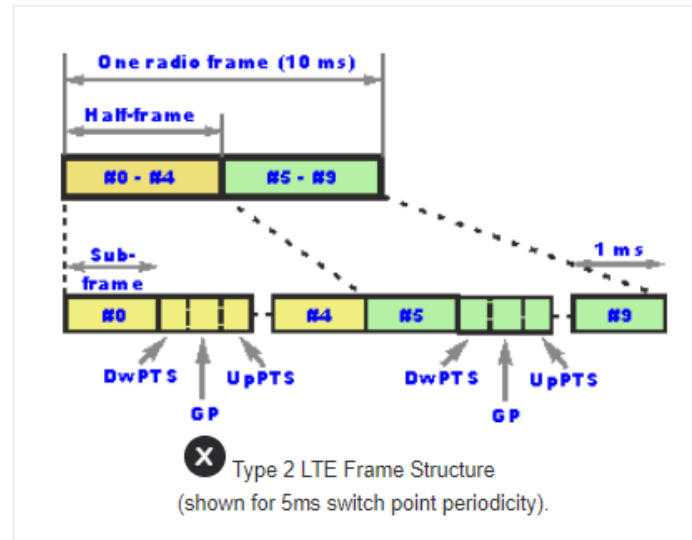 One radio frame (10 ms)
Half-frame
#0 - #4 #5 - #9
Sub-
frame
1 ms
#0 #4 #5 #9
DwPTS UpPTS DwPTS UpPTS
GP GP
X
Type 2 LTE Frame Structure
(shown for 5ms switch point periodicity).